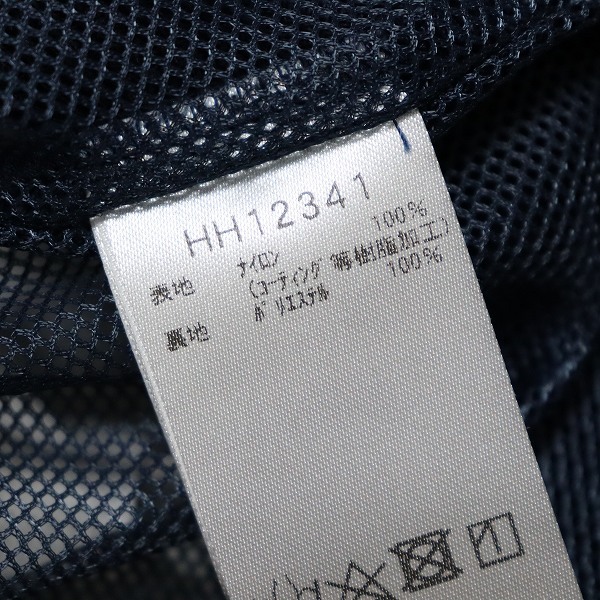 HH12341
表地 ナイロン 100%
(コーティング等樹脂加工)
裏地 ポリエステル 100%